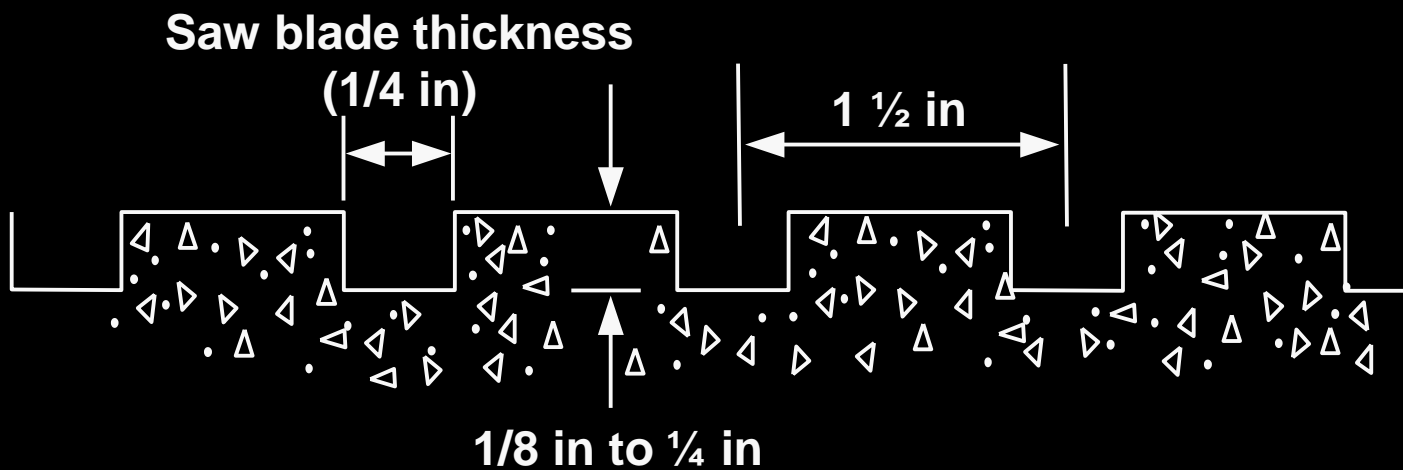 Saw blade thickness
(1/4 in)
1 ½ in
1/8 in to ¼ in